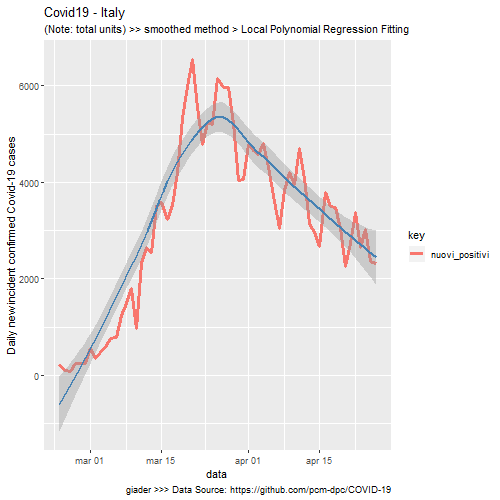 Covid19 - Italy
(Note: total units) >> smoothed method > Local Polynomial Regression Fitting
Daily new incident confirmed Covid-19 cases
6000
4000
2000
0
mar 01
mar 15
apr 01
apr 15
data
key
nuovi_positivi
giader >>> Data Source: https://github.com/pcm-dpc/COVID-19